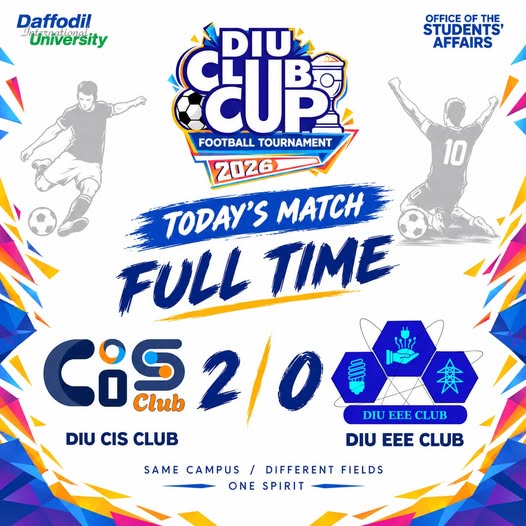 Daffodil
International
University
OFFICE OF THE
STUDENTS'
AFFAIRS
DIU
CLUB
CUP
FOOTBALL TOURNAMENT
2026
10
TODAY'S MATCH
FULL TIME
CiS
Club
2/0
DIU EEE CLUB
DIU CIS CLUB
DIU EEE CLUB
SAME CAMPUS / DIFFERENT FIELDS
ONE SPIRIT